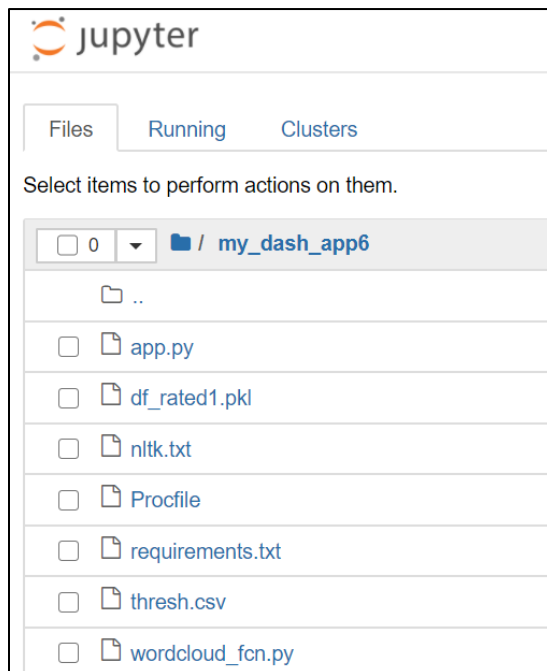 jupyter
Files Running Clusters
Select items to perform actions on them.
0 / my_dash_app6
..
app.py
df_rated1.pkl
nltk.txt
Procfile
requirements.txt
thresh.csv
wordcloud_fcn.py